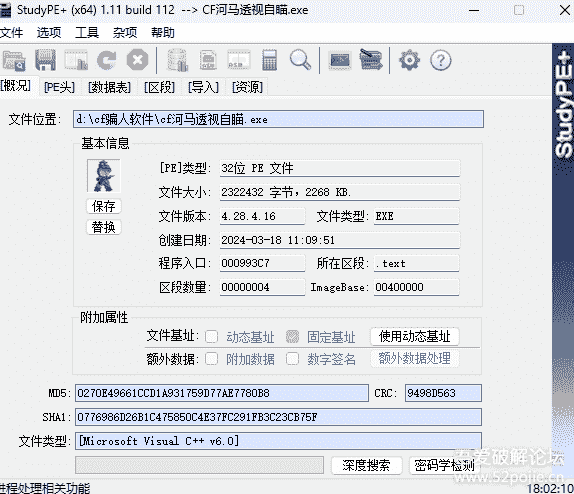 StudyPE+ (x64) 1.11 build 112 --> CF河马透视自瞄.exe
文件 选项 工具 杂项 帮助
[概况] [PE头] [数据表] [区段] [导入] [资源]
StudyPE+
文件位置: d:\cf骗人软件\cf河马透视自瞄.exe
基本信息
保存
替换
[PE]类型: 32位 PE 文件
文件大小: 2322432 字节，2268 KB.
文件版本: 4.28.4.16 文件类型: EXE
创建日期: 2024-03-18 11:09:51
程序入口: 000993C7 所在区段: .text
区段数量: 00000004 ImageBase: 00400000
附加属性
文件基址: 动态基址 固定基址 使用动态基址
额外数据: 附加数据 数字签名 额外数据处理
MD5: 0270E49661CCD1A931759D77AE7780B8 CRC: 9498D563
SHA1: 0776986D26B1C475850C4E37FC291FB3C23CB75F
文件类型: [Microsoft Visual C++ v6.0]
深度搜索 密码学检测
吾爱破解论坛
www.52pojie.cn
进程处理相关功能 18:02:10